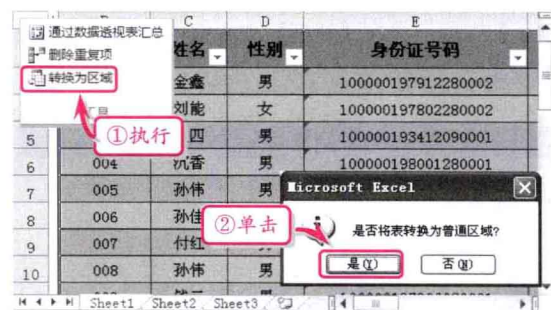 C D E
通过数据透视表汇总
删除重复项
转换为区域
工具
姓名 性别 身份证号码
金鑫 男 100000197912280002
刘能 女 100000197802280002
5 四 男 100000193412090001
6 004 沉香 男 100000198001280001
7 005 孙伟 男
8 006 孙佳
9 007 付红
10 008 孙伟 男
①执行
②单击
Microsoft Excel
是否将表转换为普通区域?
是(Y) 否(N)
Sheet1 Sheet2 Sheet3